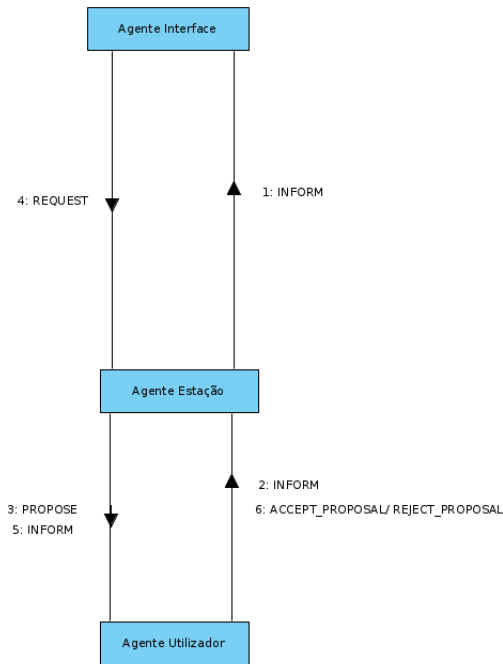 Agente Interface
4: REQUEST
1: INFORM
Agente Estação
2: INFORM
3: PROPOSE
6: ACCEPT_PROPOSAL/ REJECT_PROPOSAL
5: INFORM
Agente Utilizador